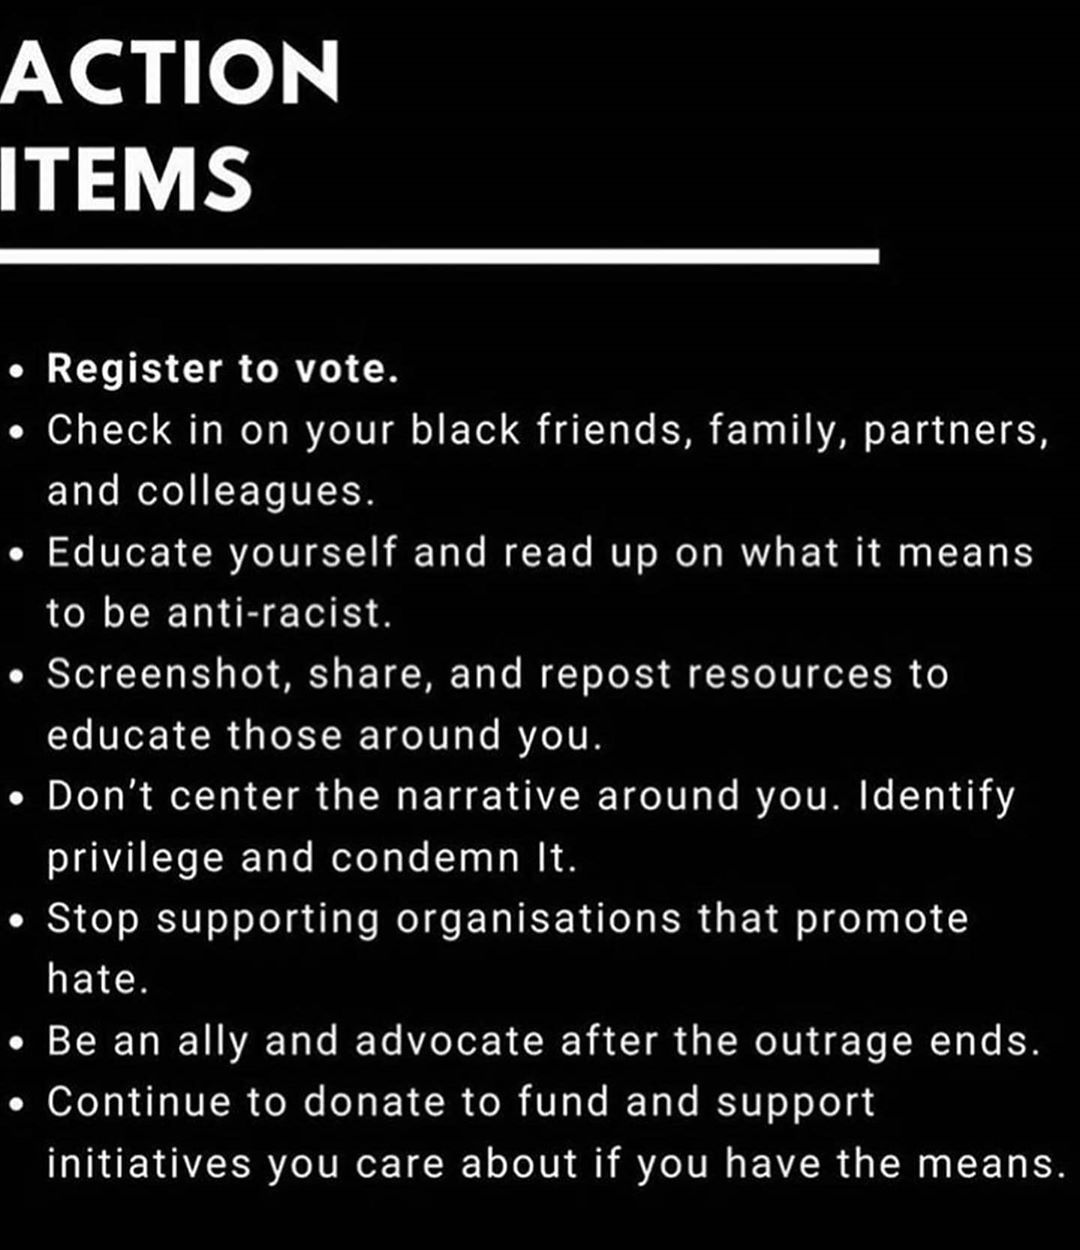 ACTION
ITEMS
• Register to vote.
• Check in on your black friends, family, partners,
and colleagues.
• Educate yourself and read up on what it means
to be anti-racist.
• Screenshot, share, and repost resources to
educate those around you.
• Don't center the narrative around you. Identify
privilege and condemn It.
• Stop supporting organisations that promote
hate.
• Be an ally and advocate after the outrage ends.
• Continue to donate to fund and support
initiatives you care about if you have the means.